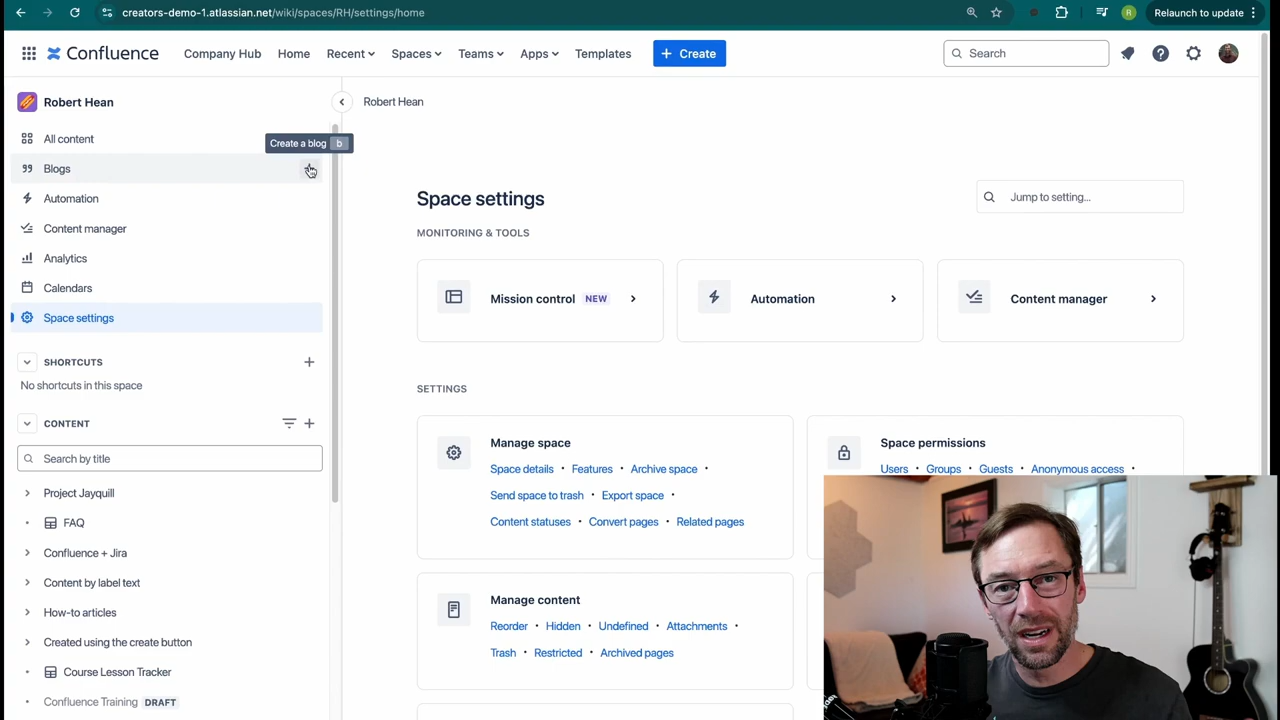 creators-demo-1.atlassian.net/wiki/spaces/RH/settings/home
R
Relaunch to update
Confluence
Company Hub
Home
Recent
Spaces
Teams
Apps
Templates
+ Create
Search
Robert Hean
All content
Create a blog b
Blogs
Automation
Content manager
Analytics
Calendars
Space settings
SHORTCUTS
No shortcuts in this space
CONTENT
Search by title
Project Jayquill
FAQ
Confluence + Jira
Content by label text
How-to articles
Created using the create button
Course Lesson Tracker
Confluence Training DRAFT
Robert Hean
Space settings
Jump to setting...
MONITORING & TOOLS
Mission control NEW
Automation
Content manager
SETTINGS
Manage space
Space details • Features • Archive space •
Send space to trash • Export space •
Content statuses • Convert pages • Related pages
Space permissions
Users • Groups • Guests • Anonymous access •
Manage content
Reorder • Hidden • Undefined • Attachments •
Trash • Restricted • Archived pages